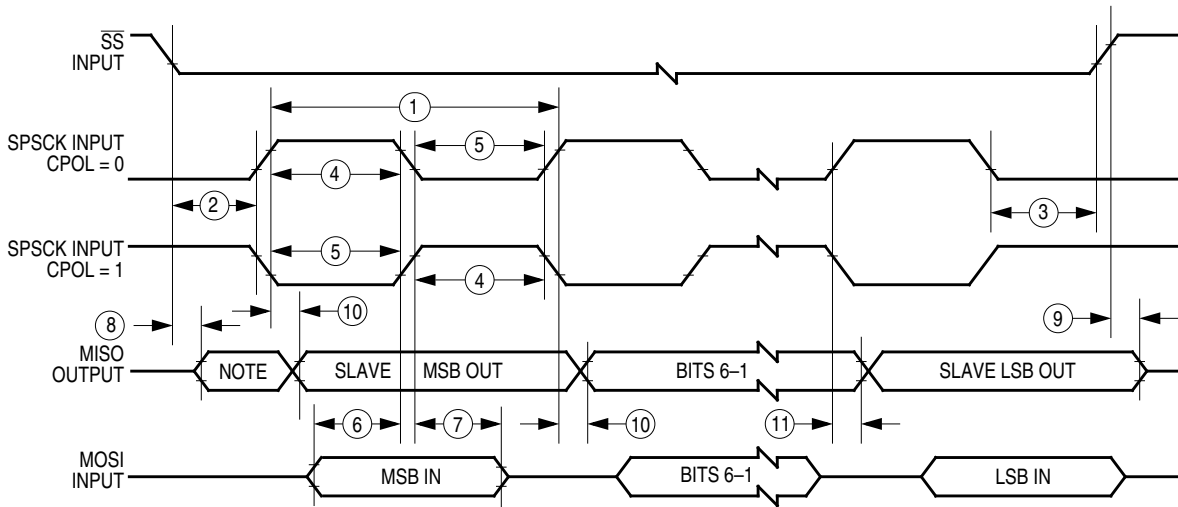 SS
INPUT
1
SPSCK INPUT
CPOL = 0
5
4
2
3
SPSCK INPUT
CPOL = 1
5
4
8
10
9
MISO
OUTPUT
NOTE
SLAVE MSB OUT
BITS 6–1
SLAVE LSB OUT
6
7
10
11
MOSI
INPUT
MSB IN
BITS 6–1
LSB IN